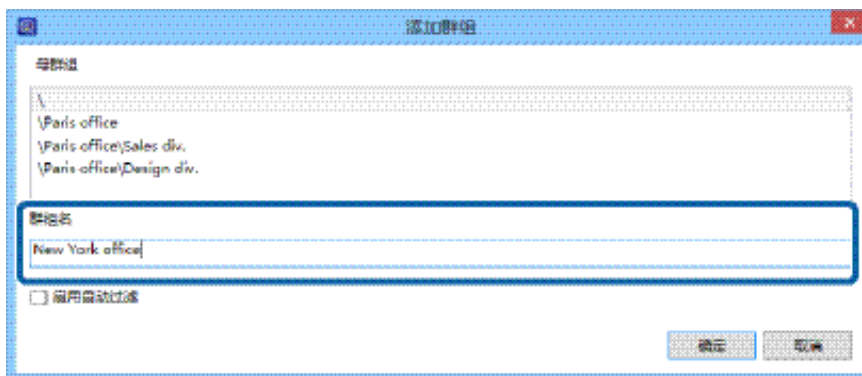 添加群组
母群组
\
\Paris office
\Paris office\Sales div.
\Paris office\Design div.
群组名
New York office
启用自动过滤
确定
取消